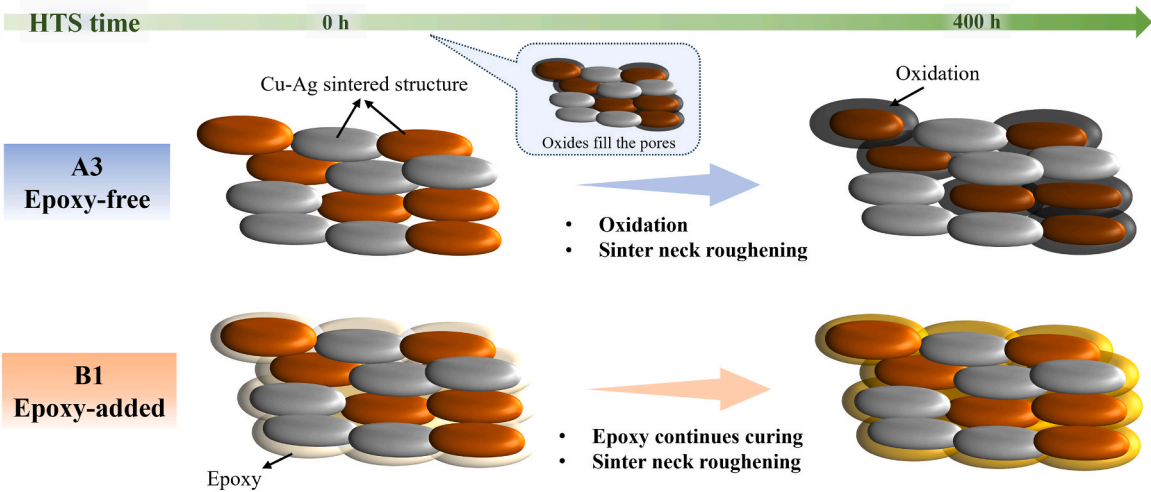 HTS time
0 h
400 h
Cu-Ag sintered structure
Oxides fill the pores
Oxidation
A3
Epoxy-free
• Oxidation
• Sinter neck roughening
B1
Epoxy-added
• Epoxy continues curing
• Sinter neck roughening
Epoxy